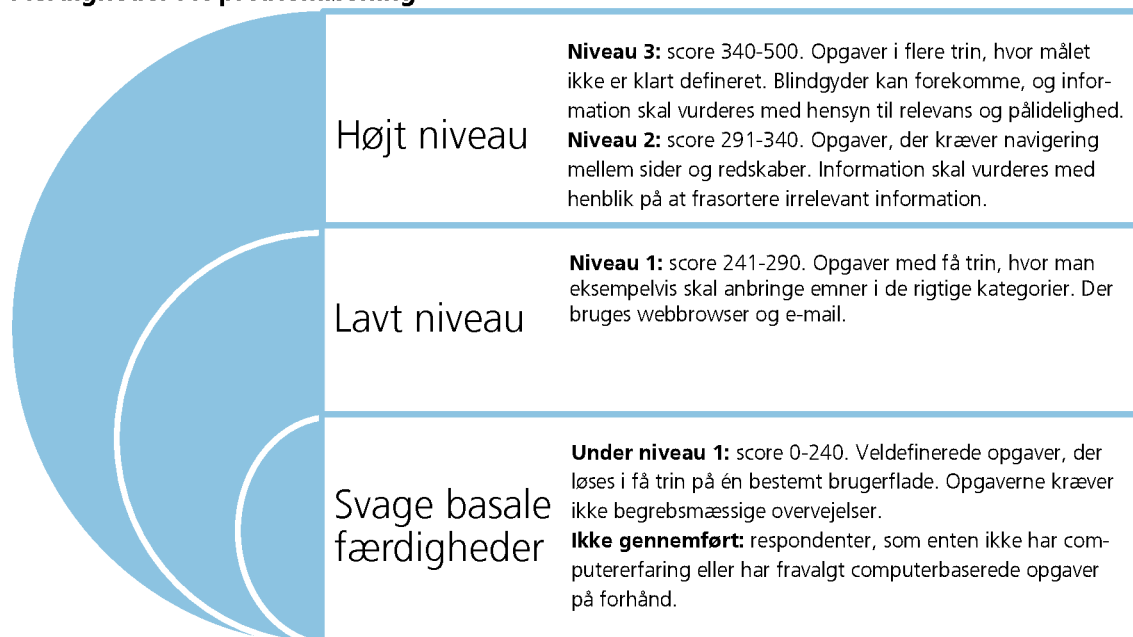 Højt niveau
Niveau 3: score 340-500. Opgaver i flere trin, hvor målet
ikke er klart defineret. Blindgyder kan forekomme, og infor-
mation skal vurderes med hensyn til relevans og pålidelighed.
Niveau 2: score 291-340. Opgaver, der kræver navigering
mellem sider og redskaber. Information skal vurderes med
henblik på at frasortere irrelevant information.
Lavt niveau
Niveau 1: score 241-290. Opgaver med få trin, hvor man
eksempelvis skal anbringe emner i de rigtige kategorier. Der
bruges webbrowser og e-mail.
Svage basale
færdigheder
Under niveau 1: score 0-240. Veldefinerede opgaver, der
løses i få trin på én bestemt brugerflade. Opgaverne kræver
ikke begrebsmæssige overvejelser.
Ikke gennemført: respondenter, som enten ikke har com-
putererfaring eller har fravalgt computerbaserede opgaver
på forhånd.